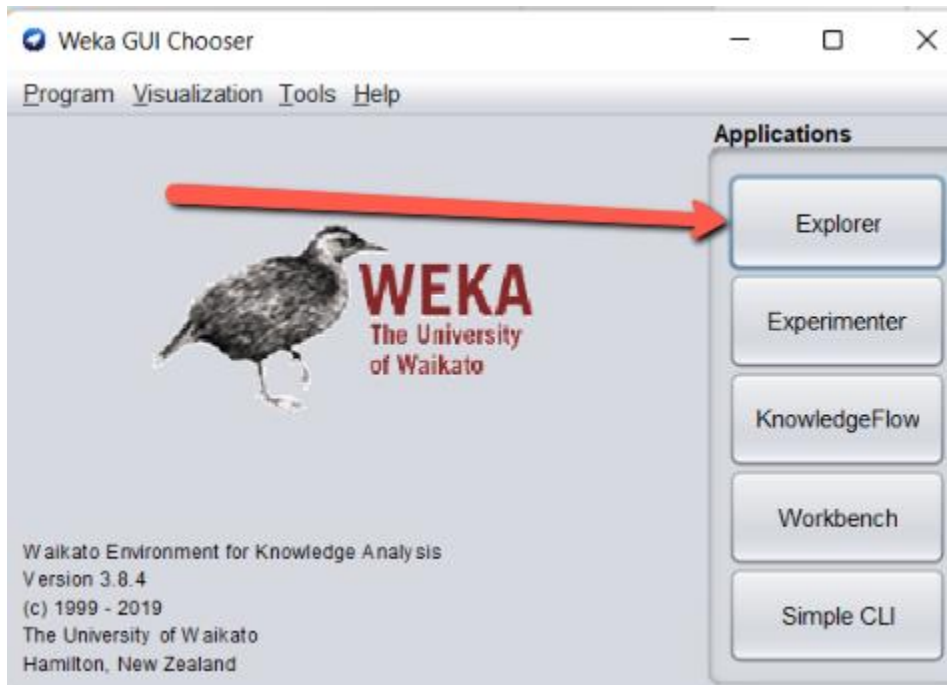 Weka GUI Chooser
Program Visualization Tools Help
Applications
Explorer
Experimenter
KnowledgeFlow
Workbench
Simple CLI
WEKA
The University
of Waikato
Waikato Environment for Knowledge Analysis
Version 3.8.4
(c) 1999 - 2019
The University of Waikato
Hamilton, New Zealand